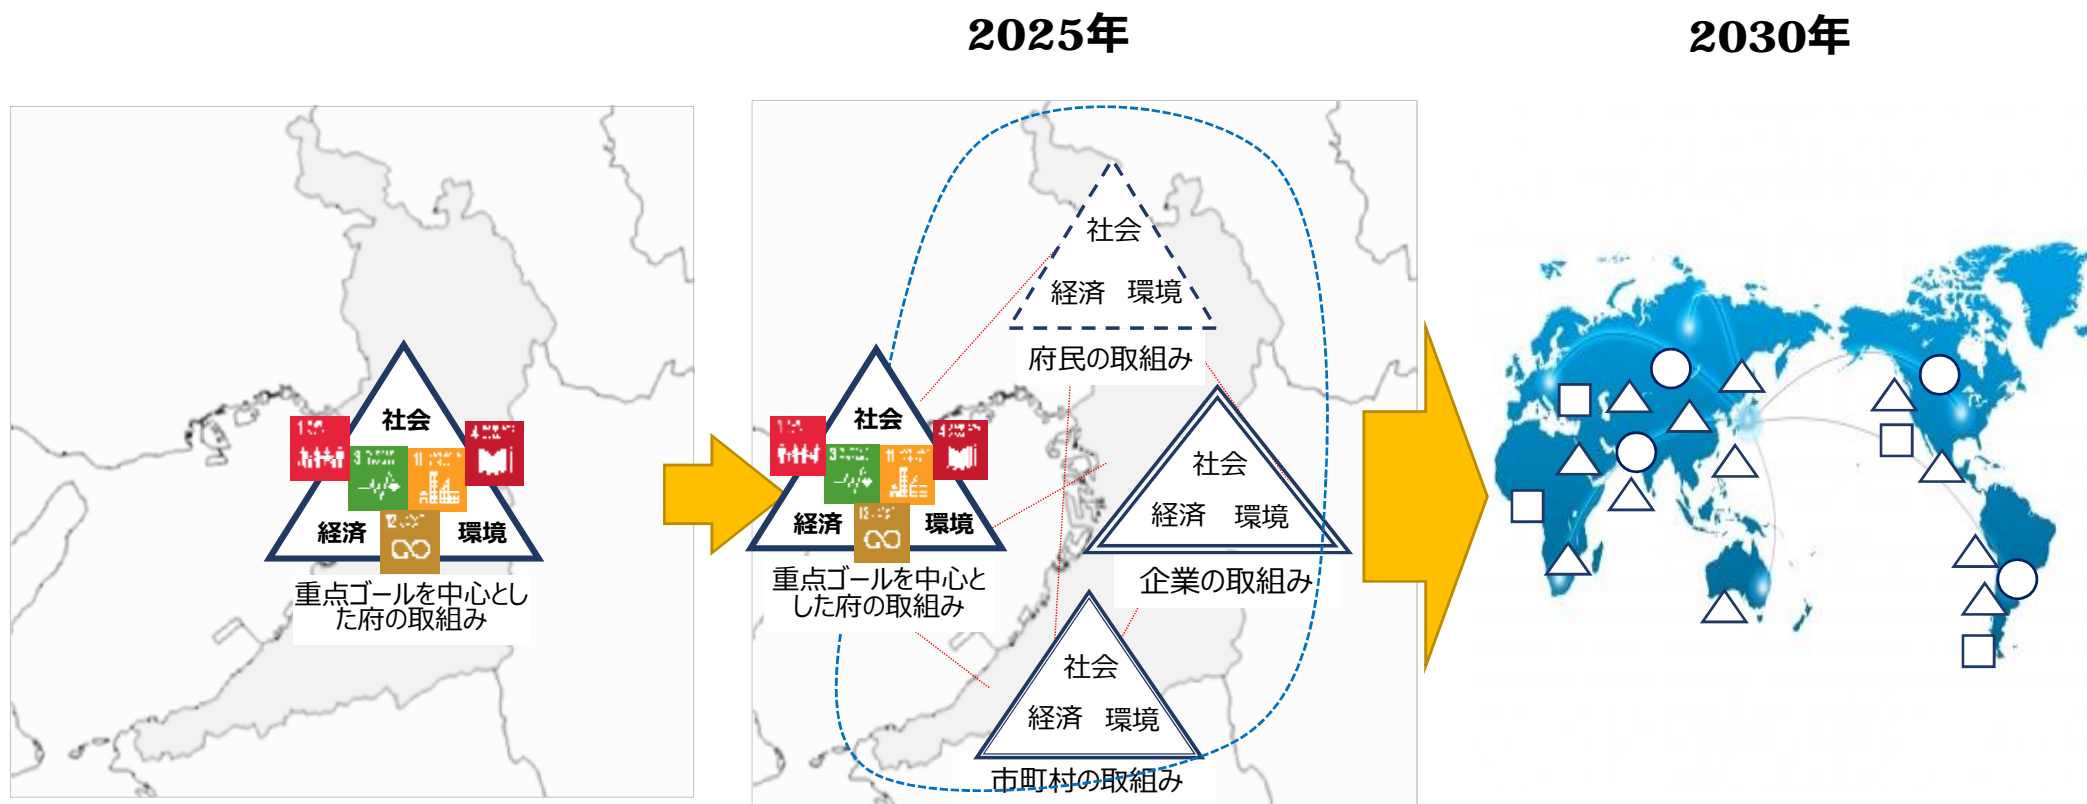 2025年
2030年
社会
経済
環境
重点ゴールを中心とし
た府の取組み
社会
経済 環境
府民の取組み
社会
経済
環境
重点ゴールを中心と
した府の取組み
社会
経済 環境
企業の取組み
社会
経済 環境
市町村の取組み